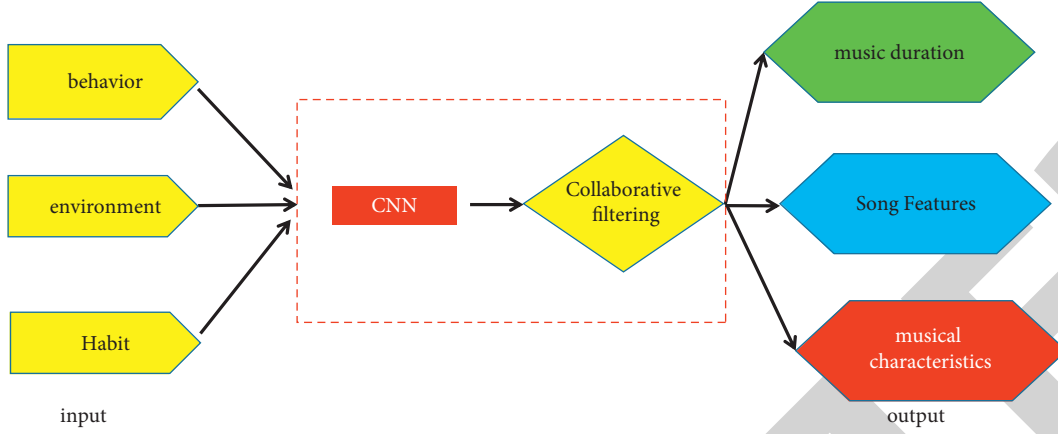 behavior
environment
Habit
input
CNN
Collaborative
filtering
music duration
Song Features
musical
characteristics
output